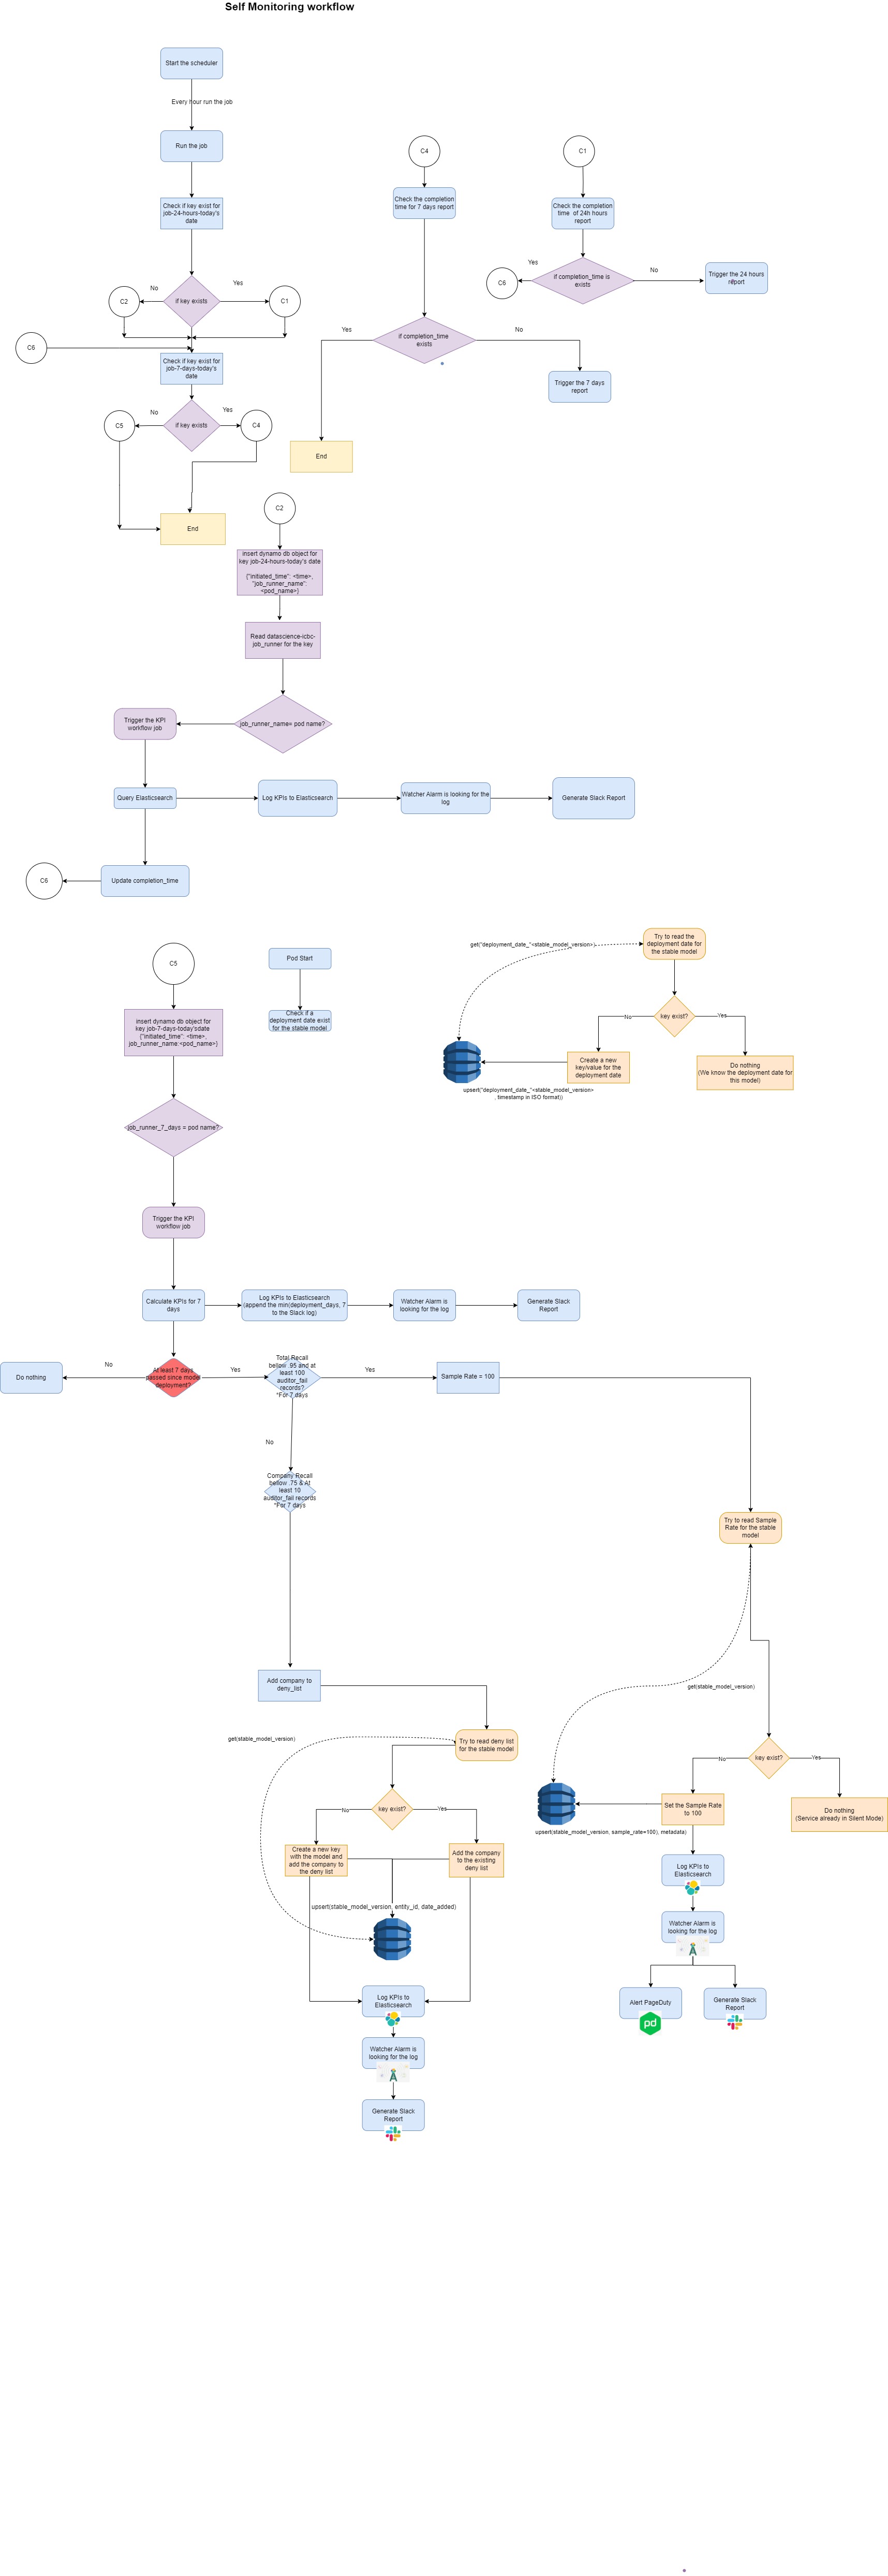 Self Monitoring workflow
Start the scheduler
Every hour run the job
Run the job
Check if key exist for
job-24-hours-today's
date
if key exists
No
Yes
C2
C1
C6
Check if key exist for
job-7-days-today's
date
if key exists
No
Yes
C5
C4
End
C4
Check the completion
time for 7 days report
if completion_time
exists
Yes
No
End
Trigger the 7 days
report
C1
Check the completion
time of 24h hours
report
if completion_time is
exists
Yes
No
C6
Trigger the 24 hours
report
C2
insert dynamo db object for
key job-24-hours-today's date
{"initiated_time": <time>,
"job_runner_name":
<pod_name>}
Read datascience-icbc-
job_runner for the key
job_runner_name= pod name?
Trigger the KPI
workflow job
Query Elasticsearch
Log KPIs to Elasticsearch
Watcher Alarm is looking for the
log
Generate Slack Report
Update completion_time
C6
C5
insert dynamo db object for
key job-7-days-today'sdate
{"initiated_time": <time>,
job_runner_name:<pod_name>}
job_runner_7_days = pod name?
Trigger the KPI
workflow job
Pod Start
Check if a
deployment date exist
for the stable model
get("deployment_date_"<stable_model_version>)
Try to read the
deployment date for
the stable model
key exist?
No
Yes
Create a new
key/value for the
deployment date
Do nothing
(We know the deployment date for
this model)
upsert("deployment_date_"<stable_model_version>
, timestamp in ISO format))
Calculate KPIs for 7
days
Log KPIs to Elasticsearch
(append the min(deployment_days, 7
to the Slack log)
Watcher Alarm is
looking for the log
Generate Slack
Report
At least 7 days
passed since model
deployment?
No
Yes
Do nothing
Total Recall
bellow .95 and at
least 100
auditor_fail
records?
*For 7 days
Yes
No
Sample Rate = 100
Company Recall
bellow .75 & At
least 10
auditor_fail records
*For 7 days
Add company to
deny_list
Try to read deny list
for the stable model
get(stable_model_version)
key exist?
No
Yes
Create a new key
with the model and
add the company to
the deny list
Add the company
to the existing
deny list
upsert(stable_model_version, entity_id, date_added)
Log KPIs to
Elasticsearch
Watcher Alarm is
looking for the log
Generate Slack
Report
Try to read Sample
Rate for the stable
model
get(stable_model_version)
key exist?
No
Yes
Set the Sample Rate
to 100
Do nothing
(Service already in Silent Mode)
upsert(stable_model_version, sample_rate=100), metadata)
Log KPIs to
Elasticsearch
Watcher Alarm is
looking for the log
Alert PageDuty
pd
Generate Slack
Report